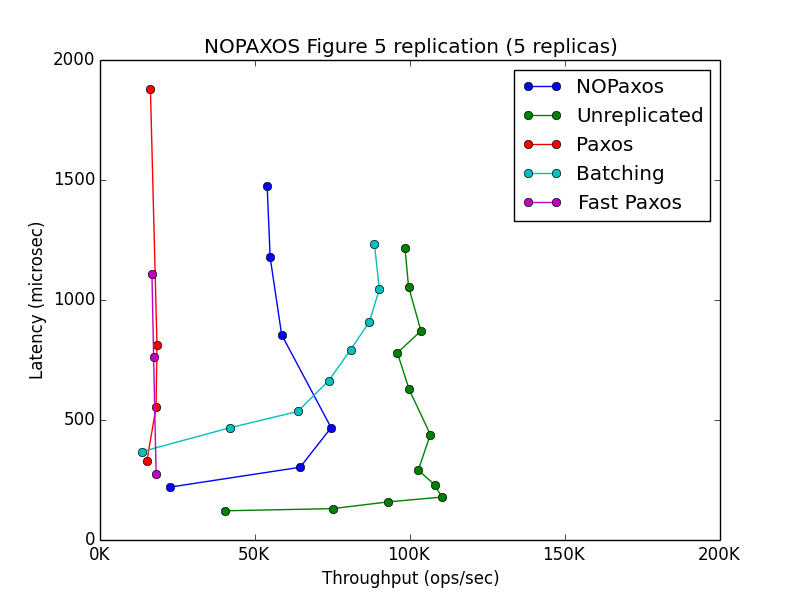 NOPAXOS Figure 5 replication (5 replicas)
2000
1500
1000
500
0
Latency (microsec)
NOPaxos
Unreplicated
Paxos
Batching
Fast Paxos
0K 50K 100K 150K 200K
Throughput (ops/sec)